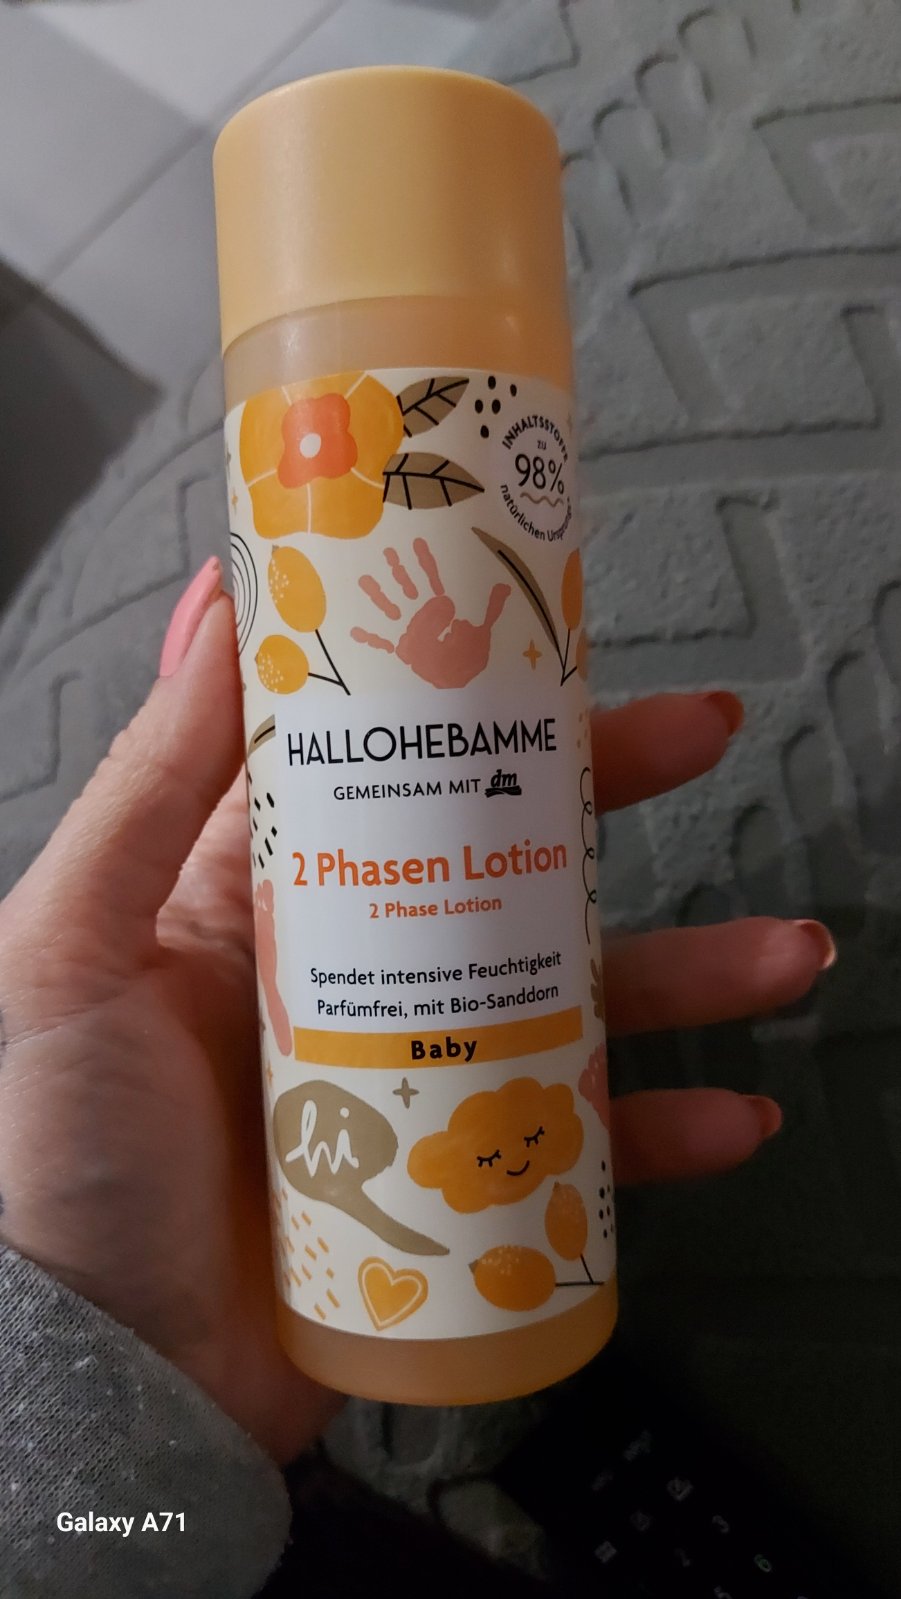 INHALTSSTOFFE
zu
98%
natürlichen Ursprungs
HALLOHEBAMME
GEMEINSAM MIT dm
2 Phasen Lotion
2 Phase Lotion
Spendet intensive Feuchtigkeit
Parfümfrei, mit Bio-Sanddorn
Baby
hi
Galaxy A71